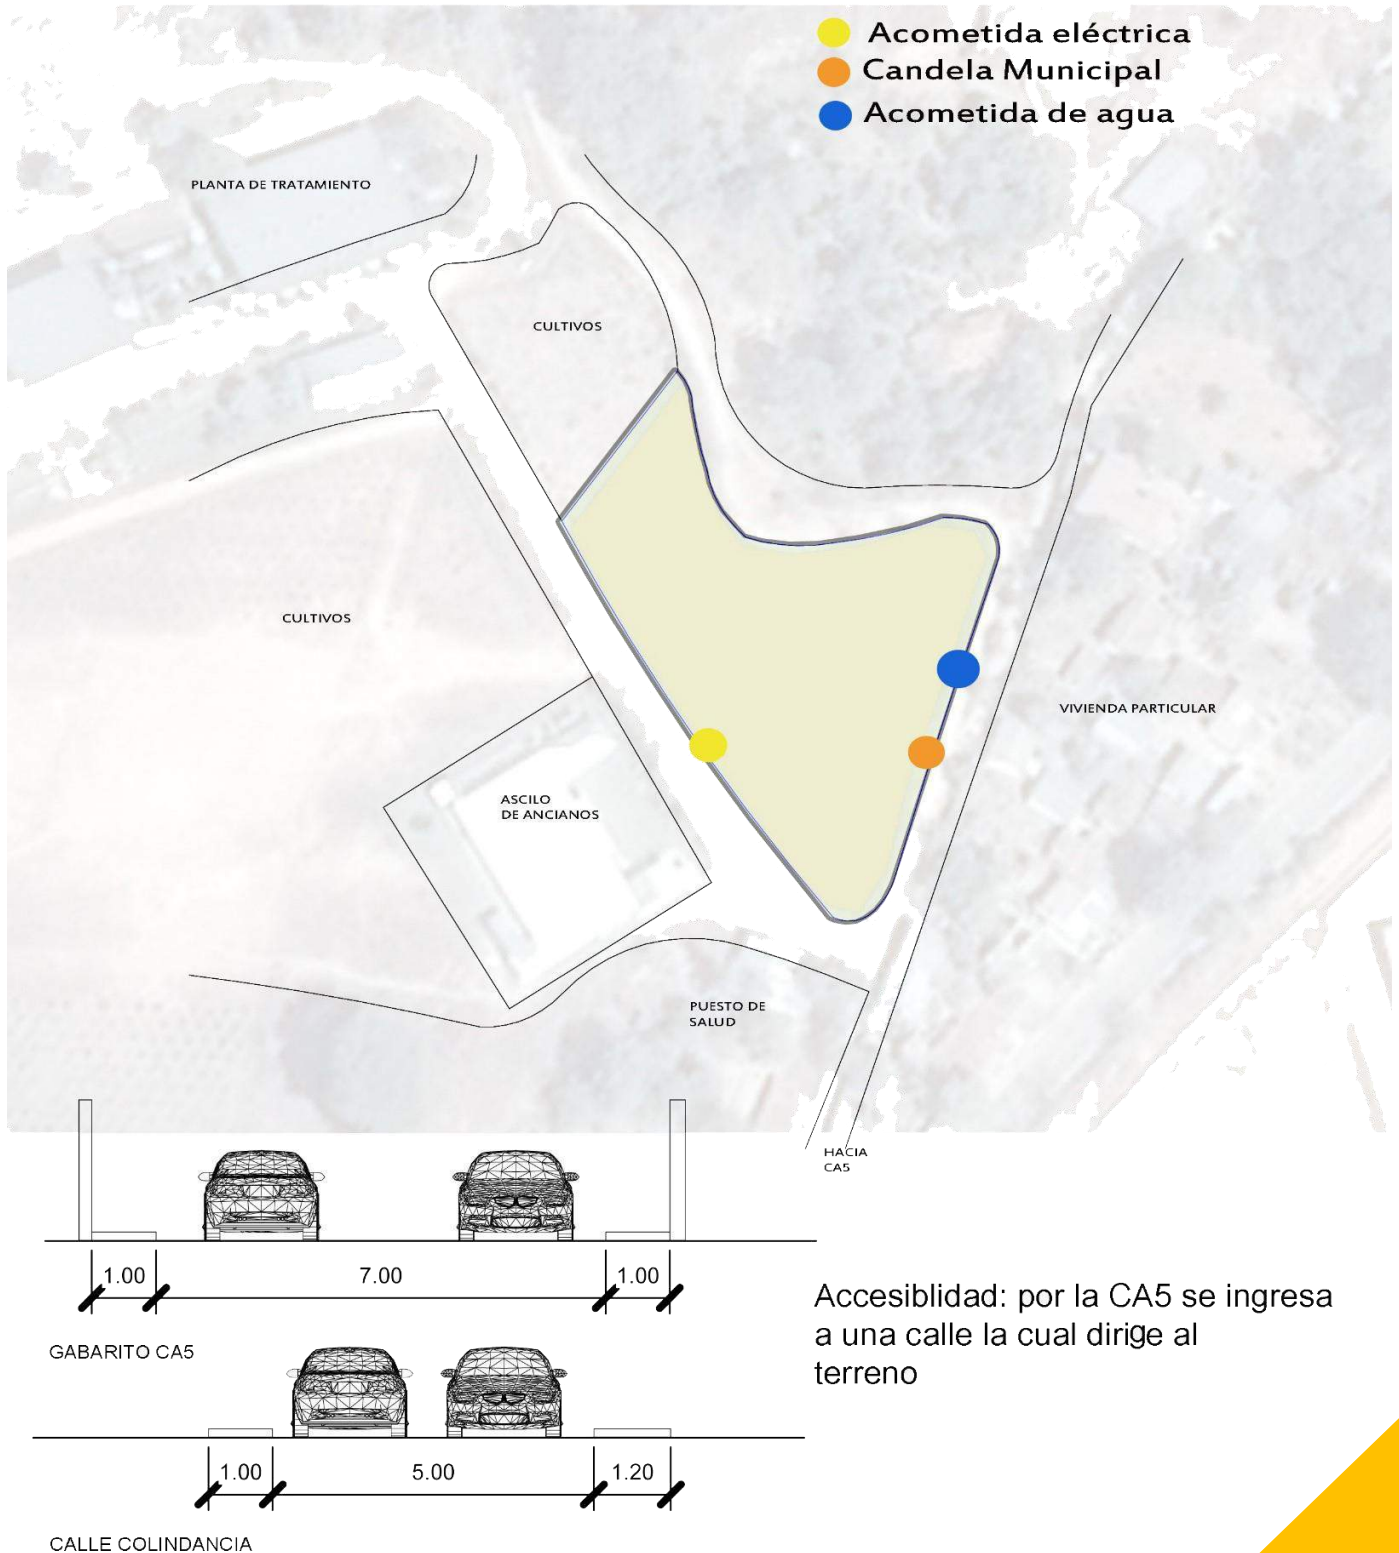 Acometida eléctrica
Candela Municipal
Acometida de agua
PLANTA DE TRATAMIENTO
CULTIVOS
CULTIVOS
VIVIENDA PARTICULAR
ASCILO
DE ANCIANOS
PUESTO DE
SALUD
HACIA
CA5
1.00
7.00
1.00
GABARITO CA5
Accesiblidad: por la CA5 se ingresa
a una calle la cual dirige al
terreno
1.00
5.00
1.20
CALLE COLINDANCIA